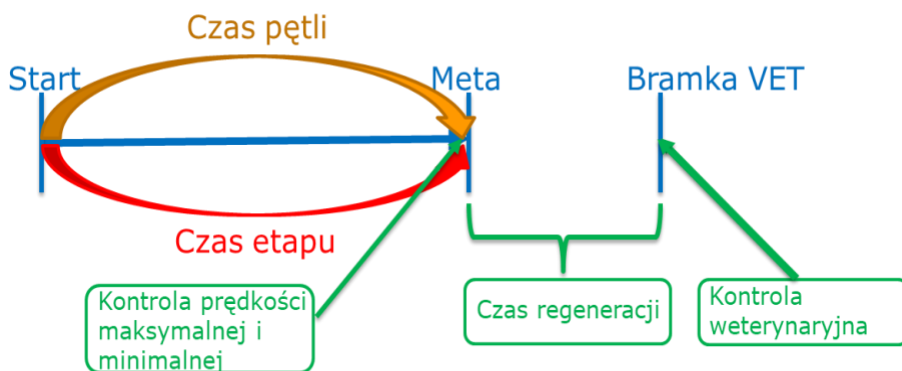 Czas pętli
Start
Meta
Bramka VET
Czas etapu
Kontrola prędkości
maksymalnej i
minimalnej
Czas regeneracji
Kontrola
weterynaryjna